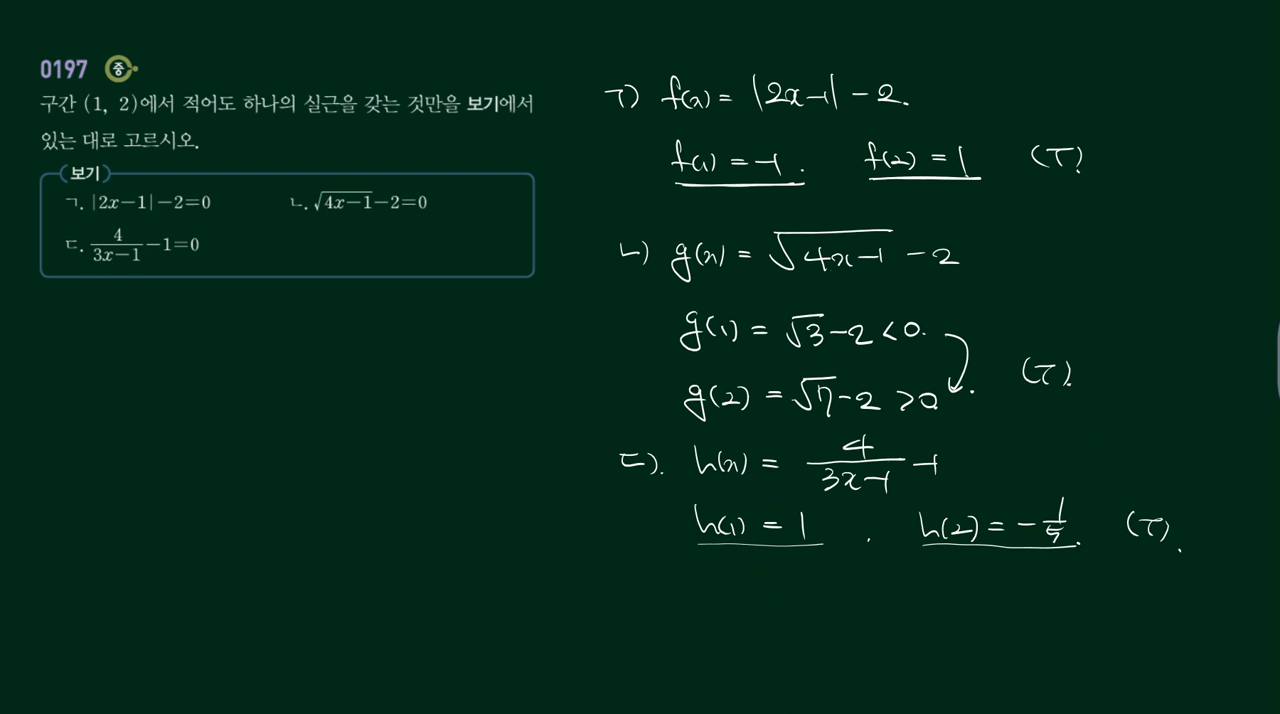 0197 중
구간 (1, 2)에서 적어도 하나의 실근을 갖는 것만을 보기에서
있는 대로 고르시오.
보기
ㄱ. |2x−1|−2=0
ㄴ. √(4x−1)−2=0
ㄷ. 4/(3x−1)−1=0
ㄱ) f(x) = |2x−1| − 2.
f(1) = −1. f(2) = 1 (T)
ㄴ) g(x) = √(4x−1) − 2
g(1) = √3 − 2 < 0.
g(2) = √7 − 2 > 0. (T).
ㄷ). h(x) = 4/(3x−1) − 1
h(1) = 1, h(2) = −1/5. (T).